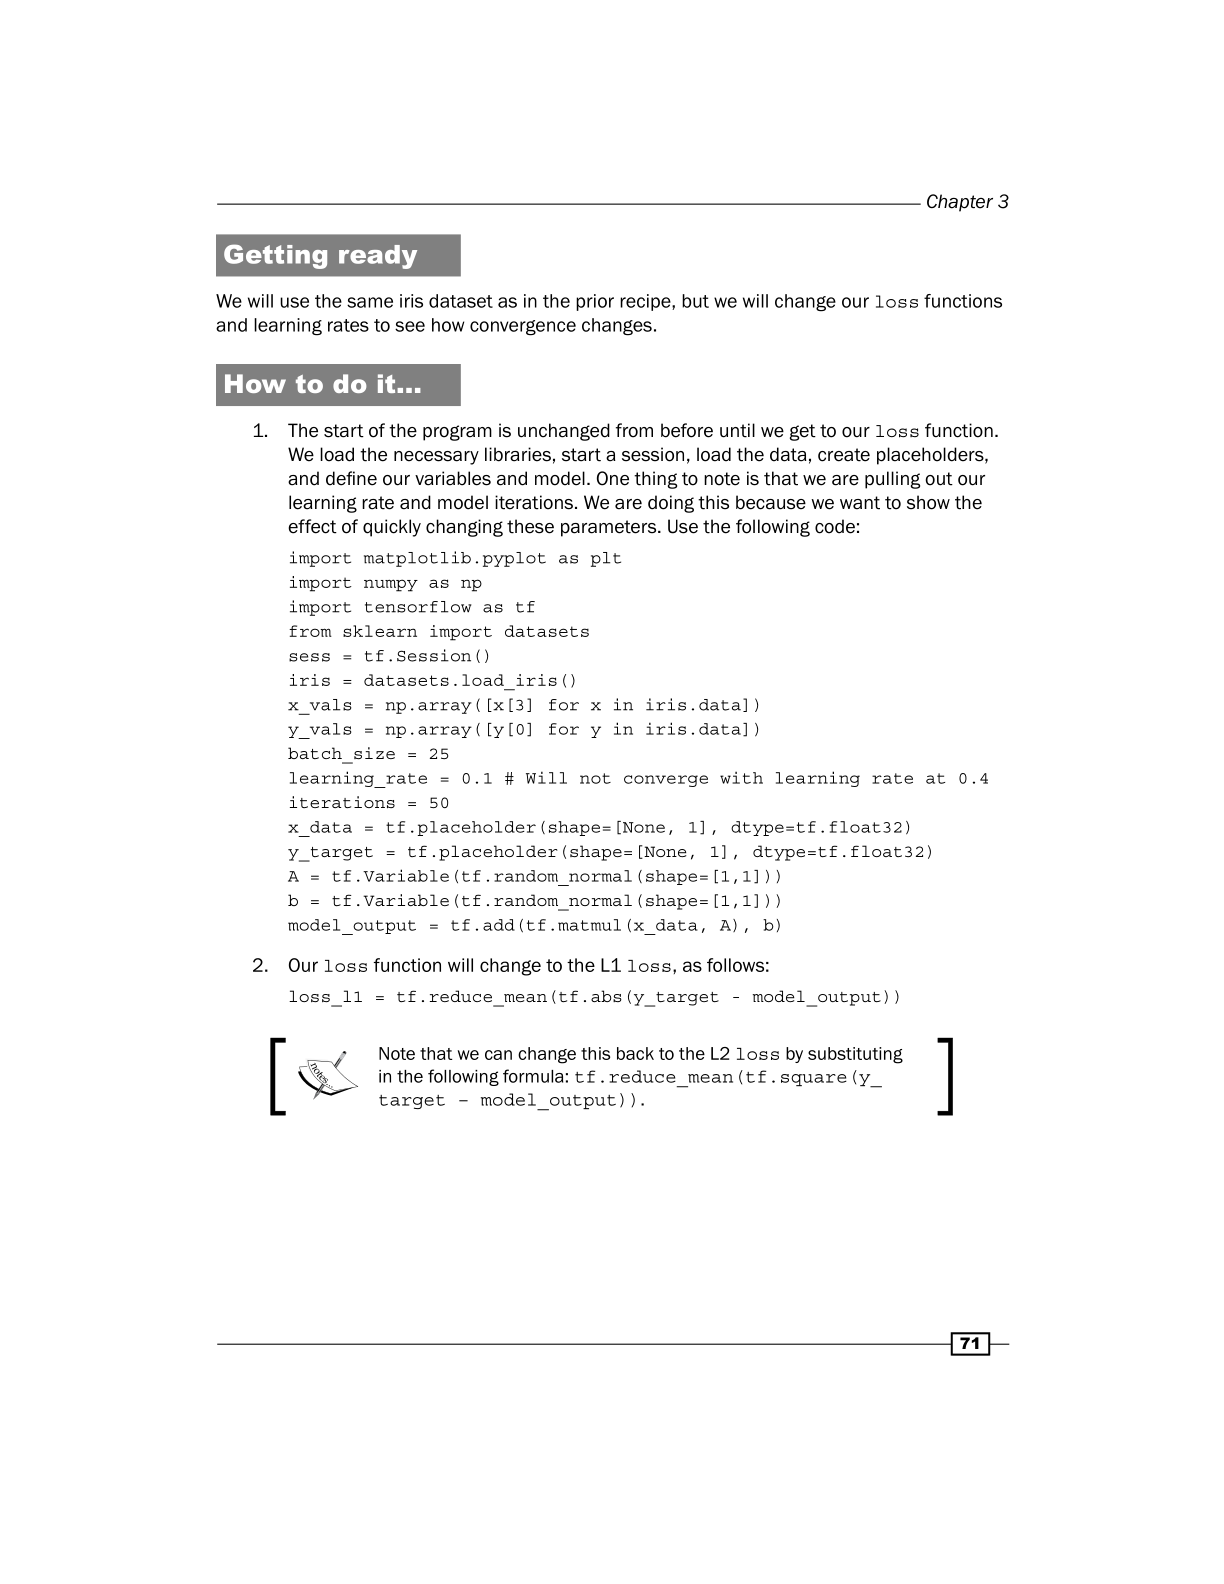 Chapter 3
Getting ready
We will use the same iris dataset as in the prior recipe, but we will change our loss functions
and learning rates to see how convergence changes.
How to do it…
1. The start of the program is unchanged from before until we get to our loss function.
We load the necessary libraries, start a session, load the data, create placeholders,
and define our variables and model. One thing to note is that we are pulling out our
learning rate and model iterations. We are doing this because we want to show the
effect of quickly changing these parameters. Use the following code:
import matplotlib.pyplot as plt
import numpy as np
import tensorflow as tf
from sklearn import datasets
sess = tf.Session()
iris = datasets.load_iris()
x_vals = np.array([x[3] for x in iris.data])
y_vals = np.array([y[0] for y in iris.data])
batch_size = 25
learning_rate = 0.1 # Will not converge with learning rate at 0.4
iterations = 50
x_data = tf.placeholder(shape=[None, 1], dtype=tf.float32)
y_target = tf.placeholder(shape=[None, 1], dtype=tf.float32)
A = tf.Variable(tf.random_normal(shape=[1,1]))
b = tf.Variable(tf.random_normal(shape=[1,1]))
model_output = tf.add(tf.matmul(x_data, A), b)
2. Our loss function will change to the L1 loss, as follows:
loss_l1 = tf.reduce_mean(tf.abs(y_target - model_output))
notes...
Note that we can change this back to the L2 loss by substituting
in the following formula: tf.reduce_mean(tf.square(y_
target – model_output)).
71